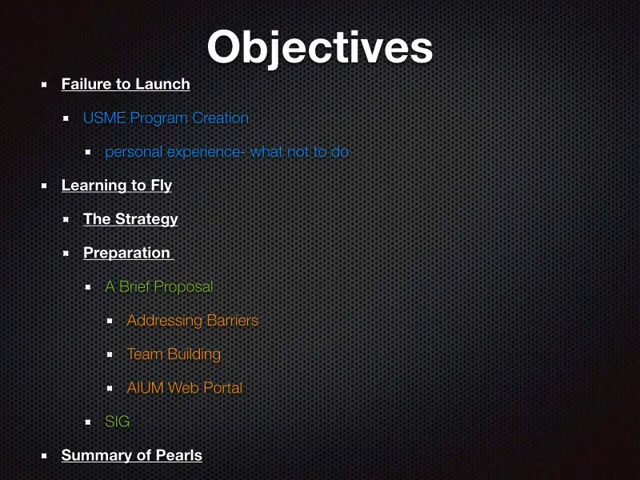 Objectives
Failure to Launch
USME Program Creation
personal experience- what not to do
Learning to Fly
The Strategy
Preparation
A Brief Proposal
Addressing Barriers
Team Building
AIUM Web Portal
SIG
Summary of Pearls